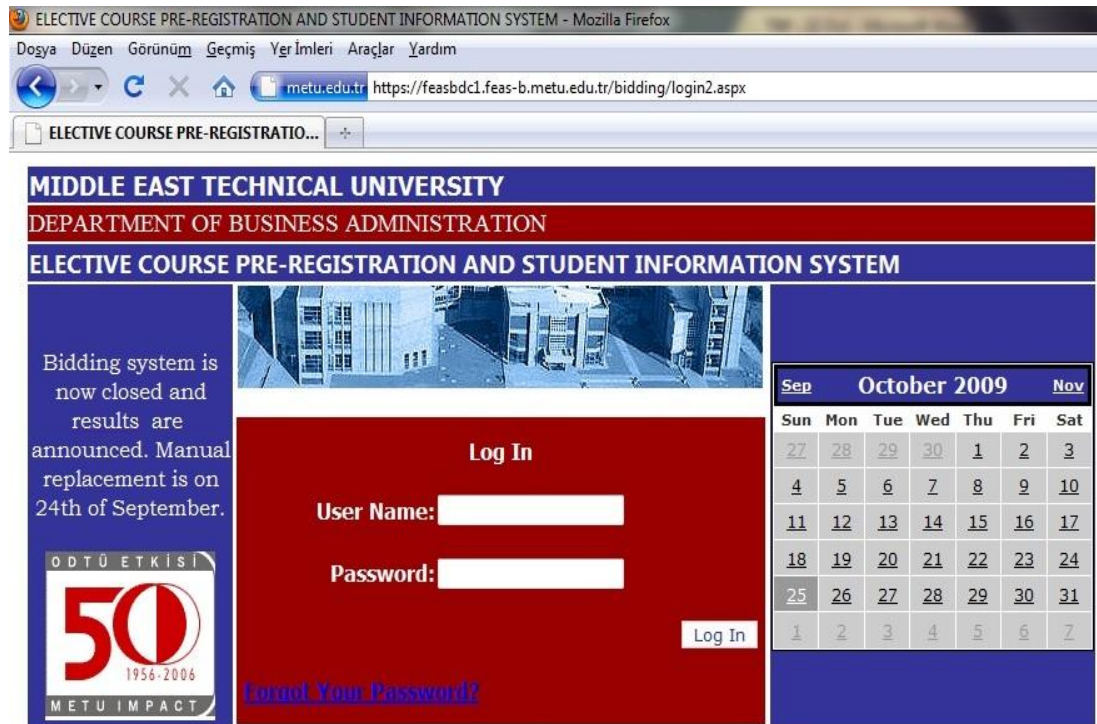 ELECTIVE COURSE PRE-REGISTRATION AND STUDENT INFORMATION SYSTEM - Mozilla Firefox
Dosya Düzen Görünüm Geçmiş Yer İmleri Araçlar Yardım
metu.edu.tr https://feasbdc1.feas-b.metu.edu.tr/bidding/login2.aspx
ELECTIVE COURSE PRE-REGISTRATIO...
MIDDLE EAST TECHNICAL UNIVERSITY
DEPARTMENT OF BUSINESS ADMINISTRATION
ELECTIVE COURSE PRE-REGISTRATION AND STUDENT INFORMATION SYSTEM
Bidding system is
now closed and
results are
announced. Manual
replacement is on
24th of September.
ODTÜ ETKİSİ
50
1956-2006
METU IMPACT
Log In
User Name:
Password:
Log In
Forgot Your Password?
Sep October 2009 Nov
Sun Mon Tue Wed Thu Fri Sat
27 28 29 30 1 2 3
4 5 6 7 8 9 10
11 12 13 14 15 16 17
18 19 20 21 22 23 24
25 26 27 28 29 30 31
1 2 3 4 5 6 7